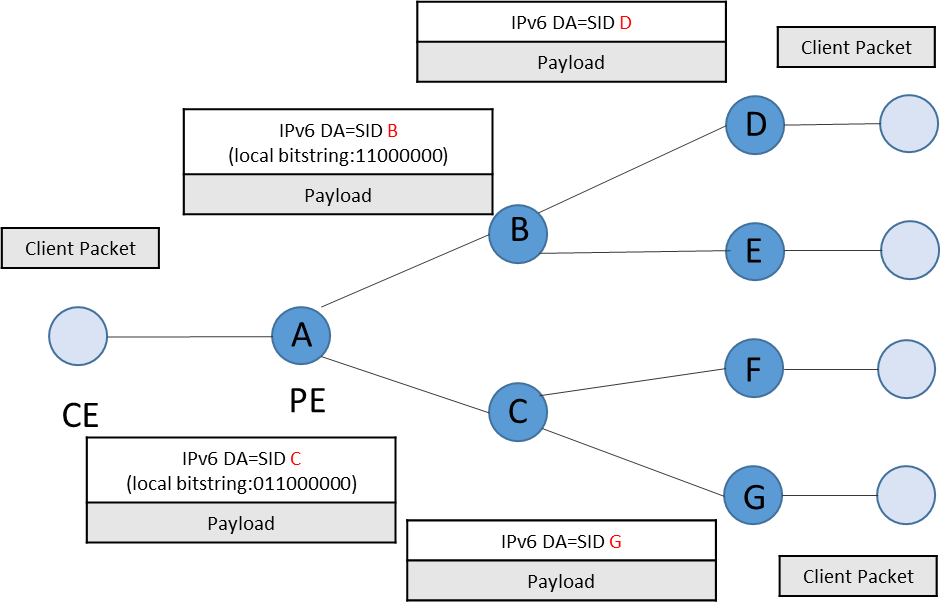 IPv6 DA=SID D
Payload
Client Packet
IPv6 DA=SID B
(local bitstring:11000000)
Payload
D
B
E
Client Packet
A
PE
CE
F
C
IPv6 DA=SID C
(local bitstring:011000000)
Payload
G
IPv6 DA=SID G
Payload
Client Packet